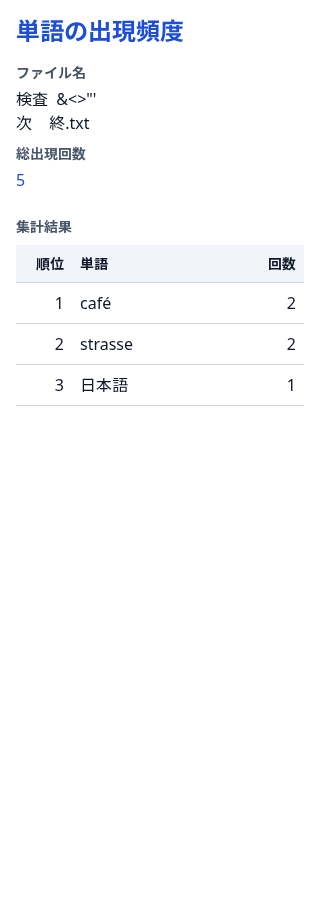 単語の出現頻度
ファイル名
検査  &<>"'
次    終.txt
総出現回数
5
集計結果
順位 単語 回数
1 café 2
2 strasse 2
3 日本語 1